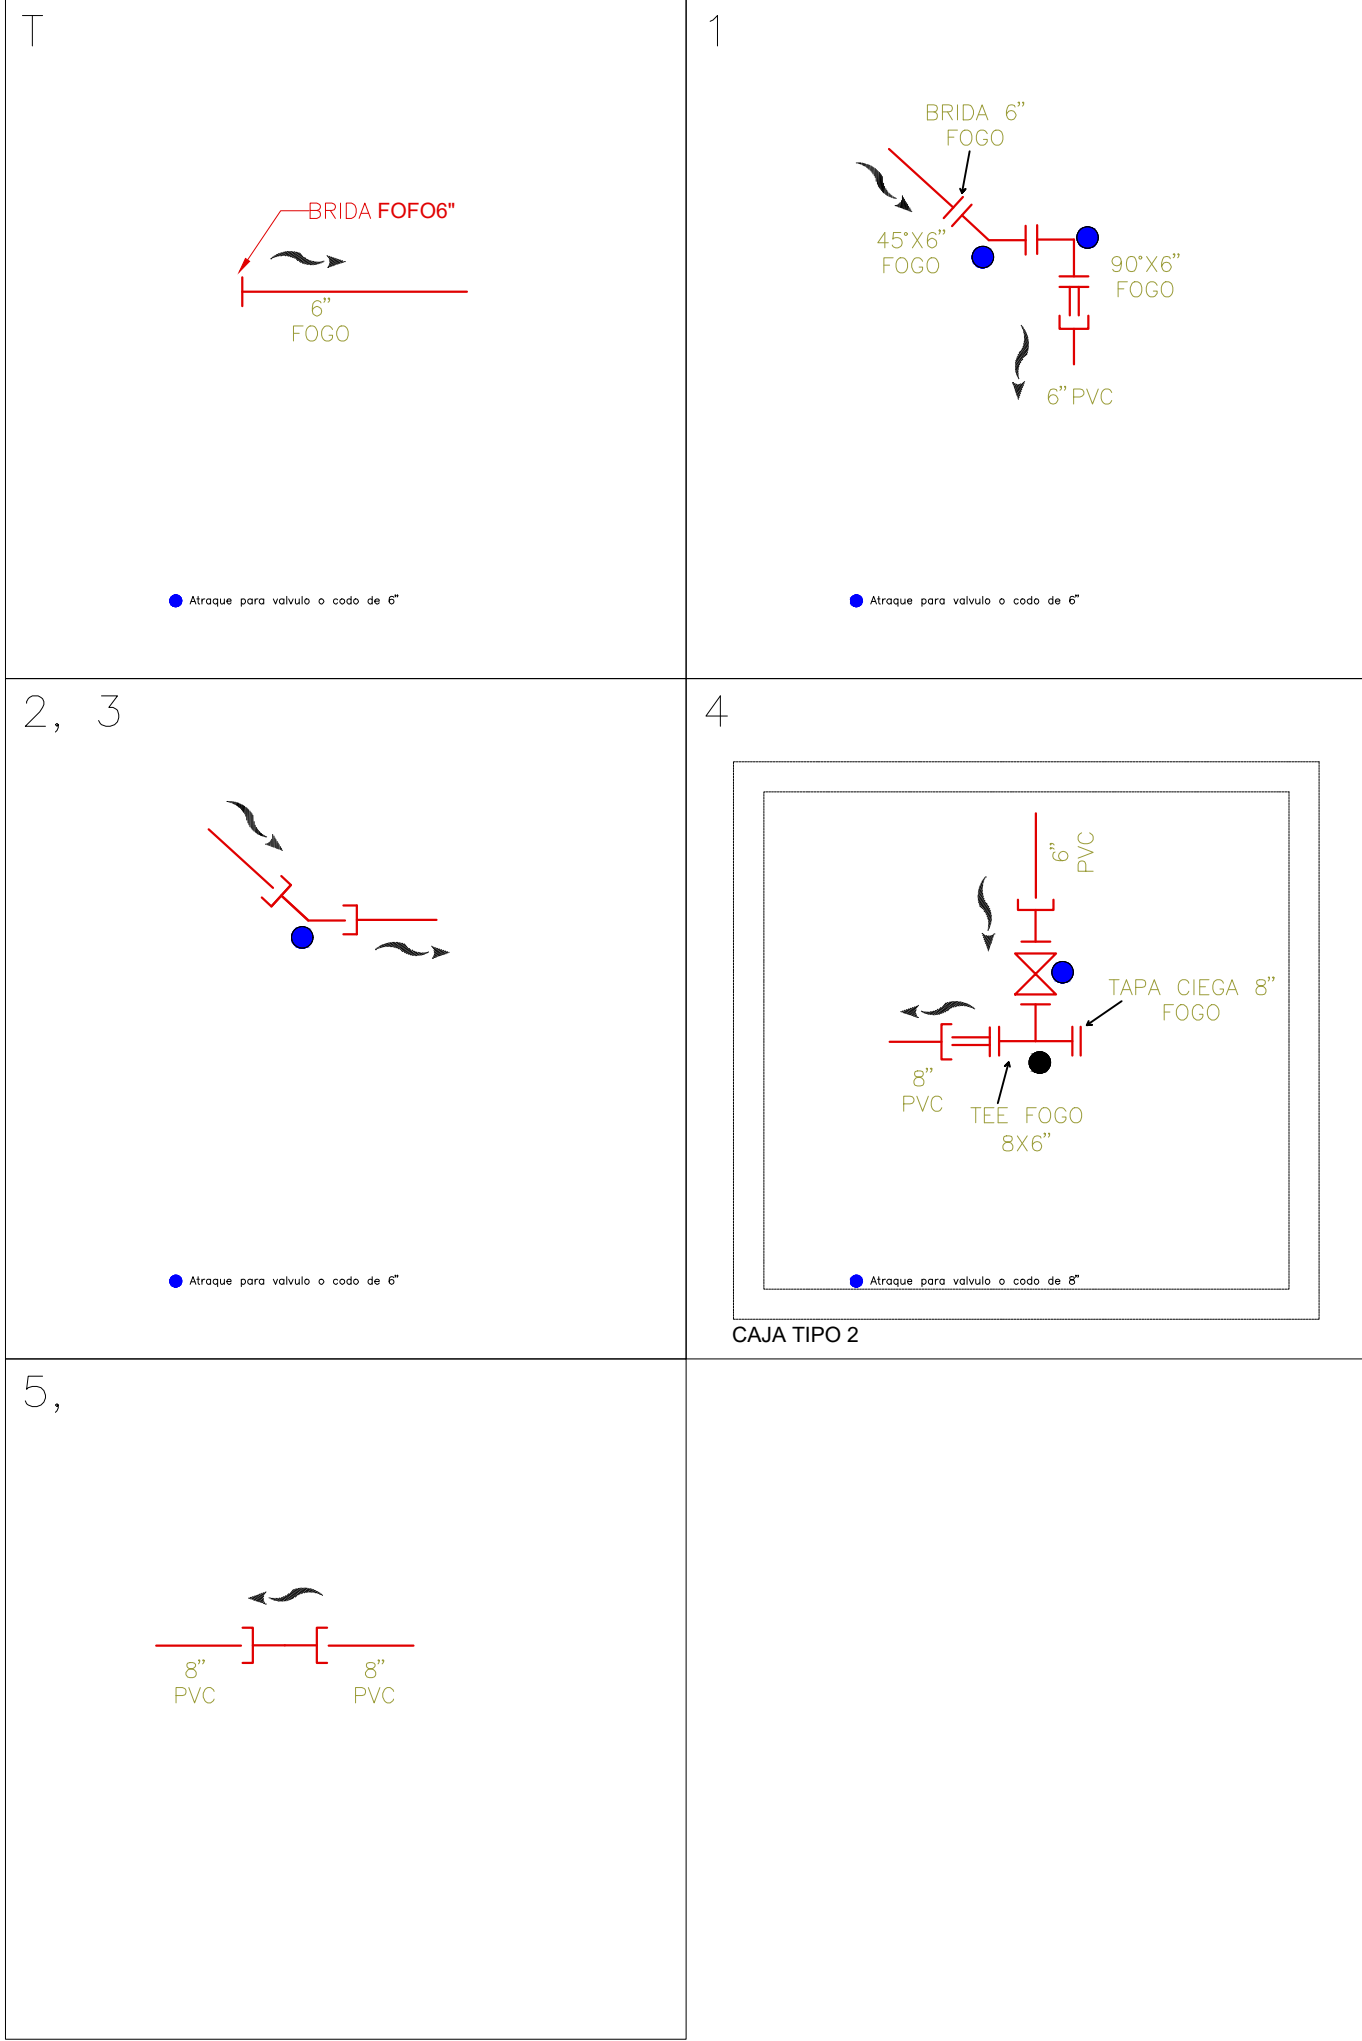 T
BRIDA FOFO6"
6"
FOGO
Atraque para valvulo o codo de 6"
1
BRIDA 6"
FOGO
45°X6"
FOGO
90°X6"
FOGO
6" PVC
Atraque para valvulo o codo de 6"
2, 3
Atraque para valvulo o codo de 6"
4
6"
PVC
TAPA CIEGA 8"
FOGO
8"
PVC
TEE FOGO
8X6"
Atraque para valvulo o codo de 8"
CAJA TIPO 2
5,
8"
PVC
8"
PVC